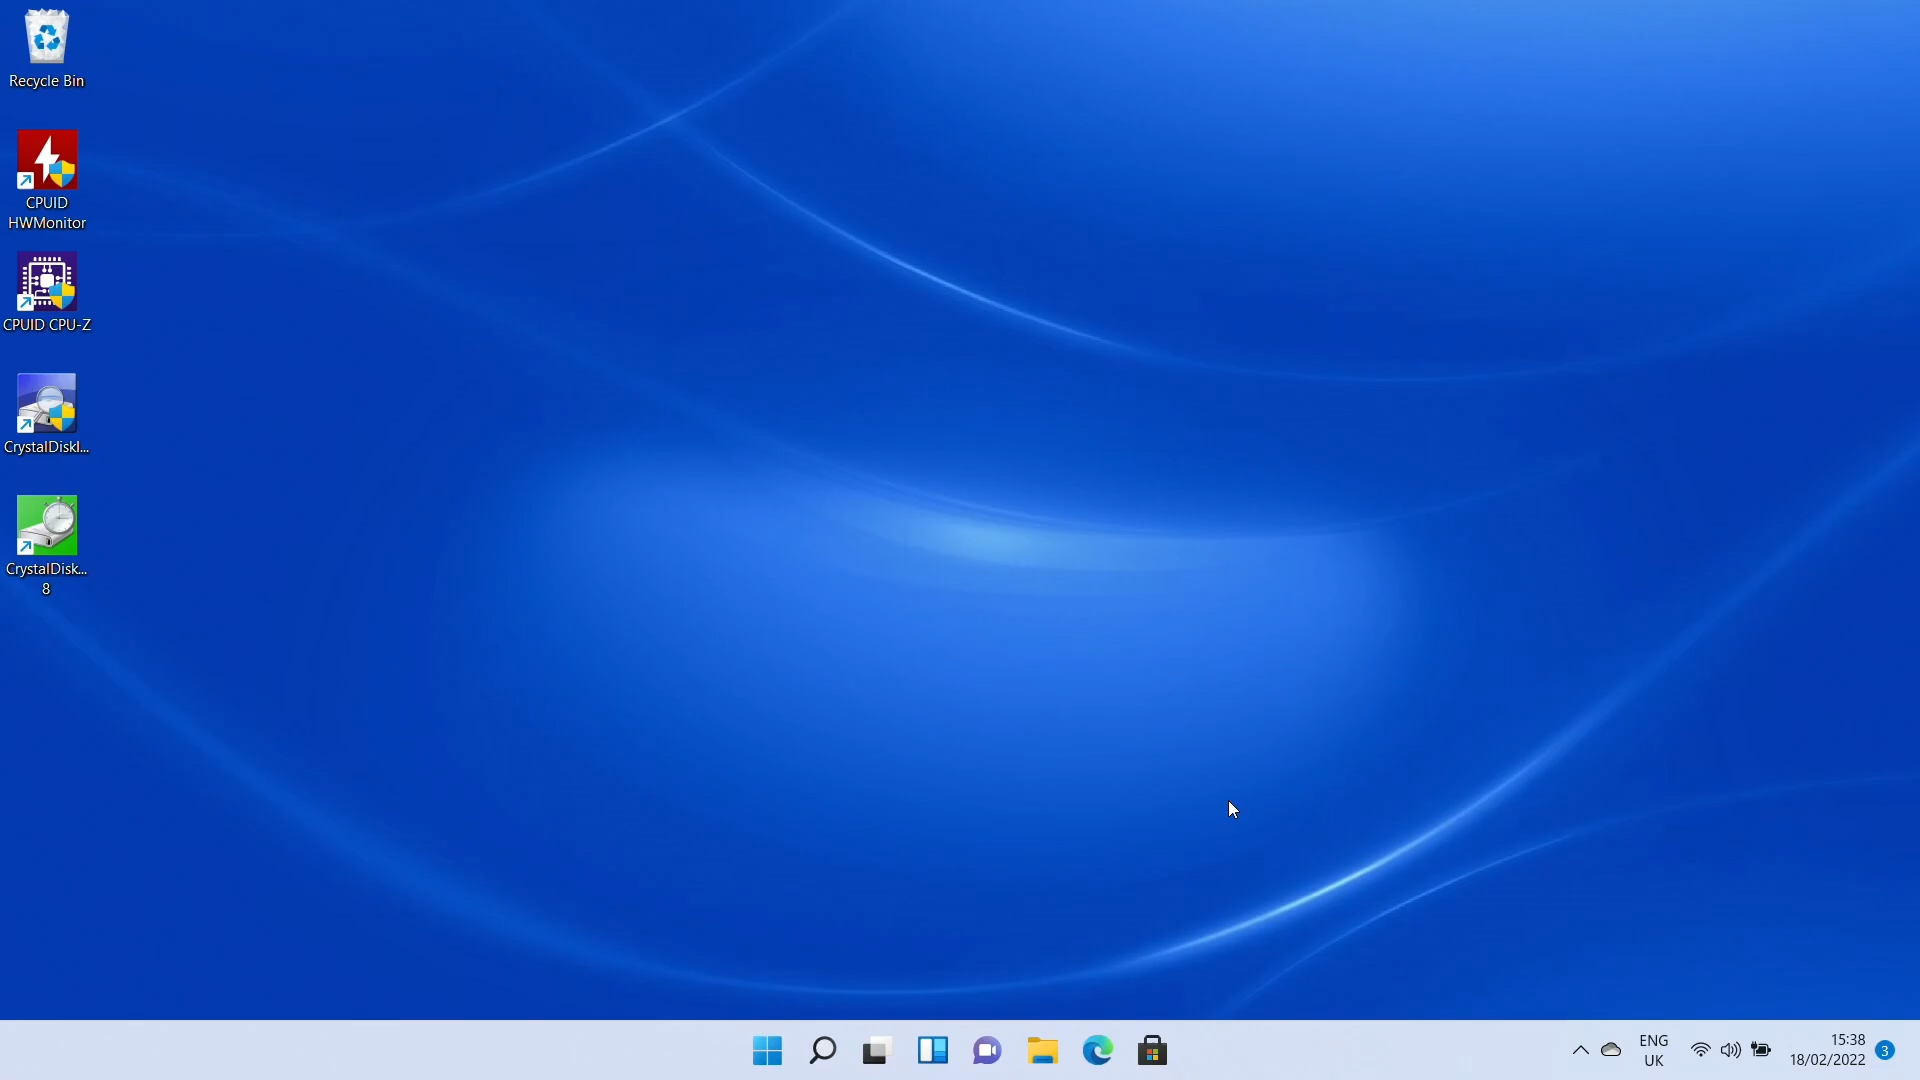 Recycle Bin
CPUID
HWMonitor
CPUID CPU-Z
CrystalDiskI...
CrystalDisk...
8
ENG
UK
15:38
18/02/2022
3